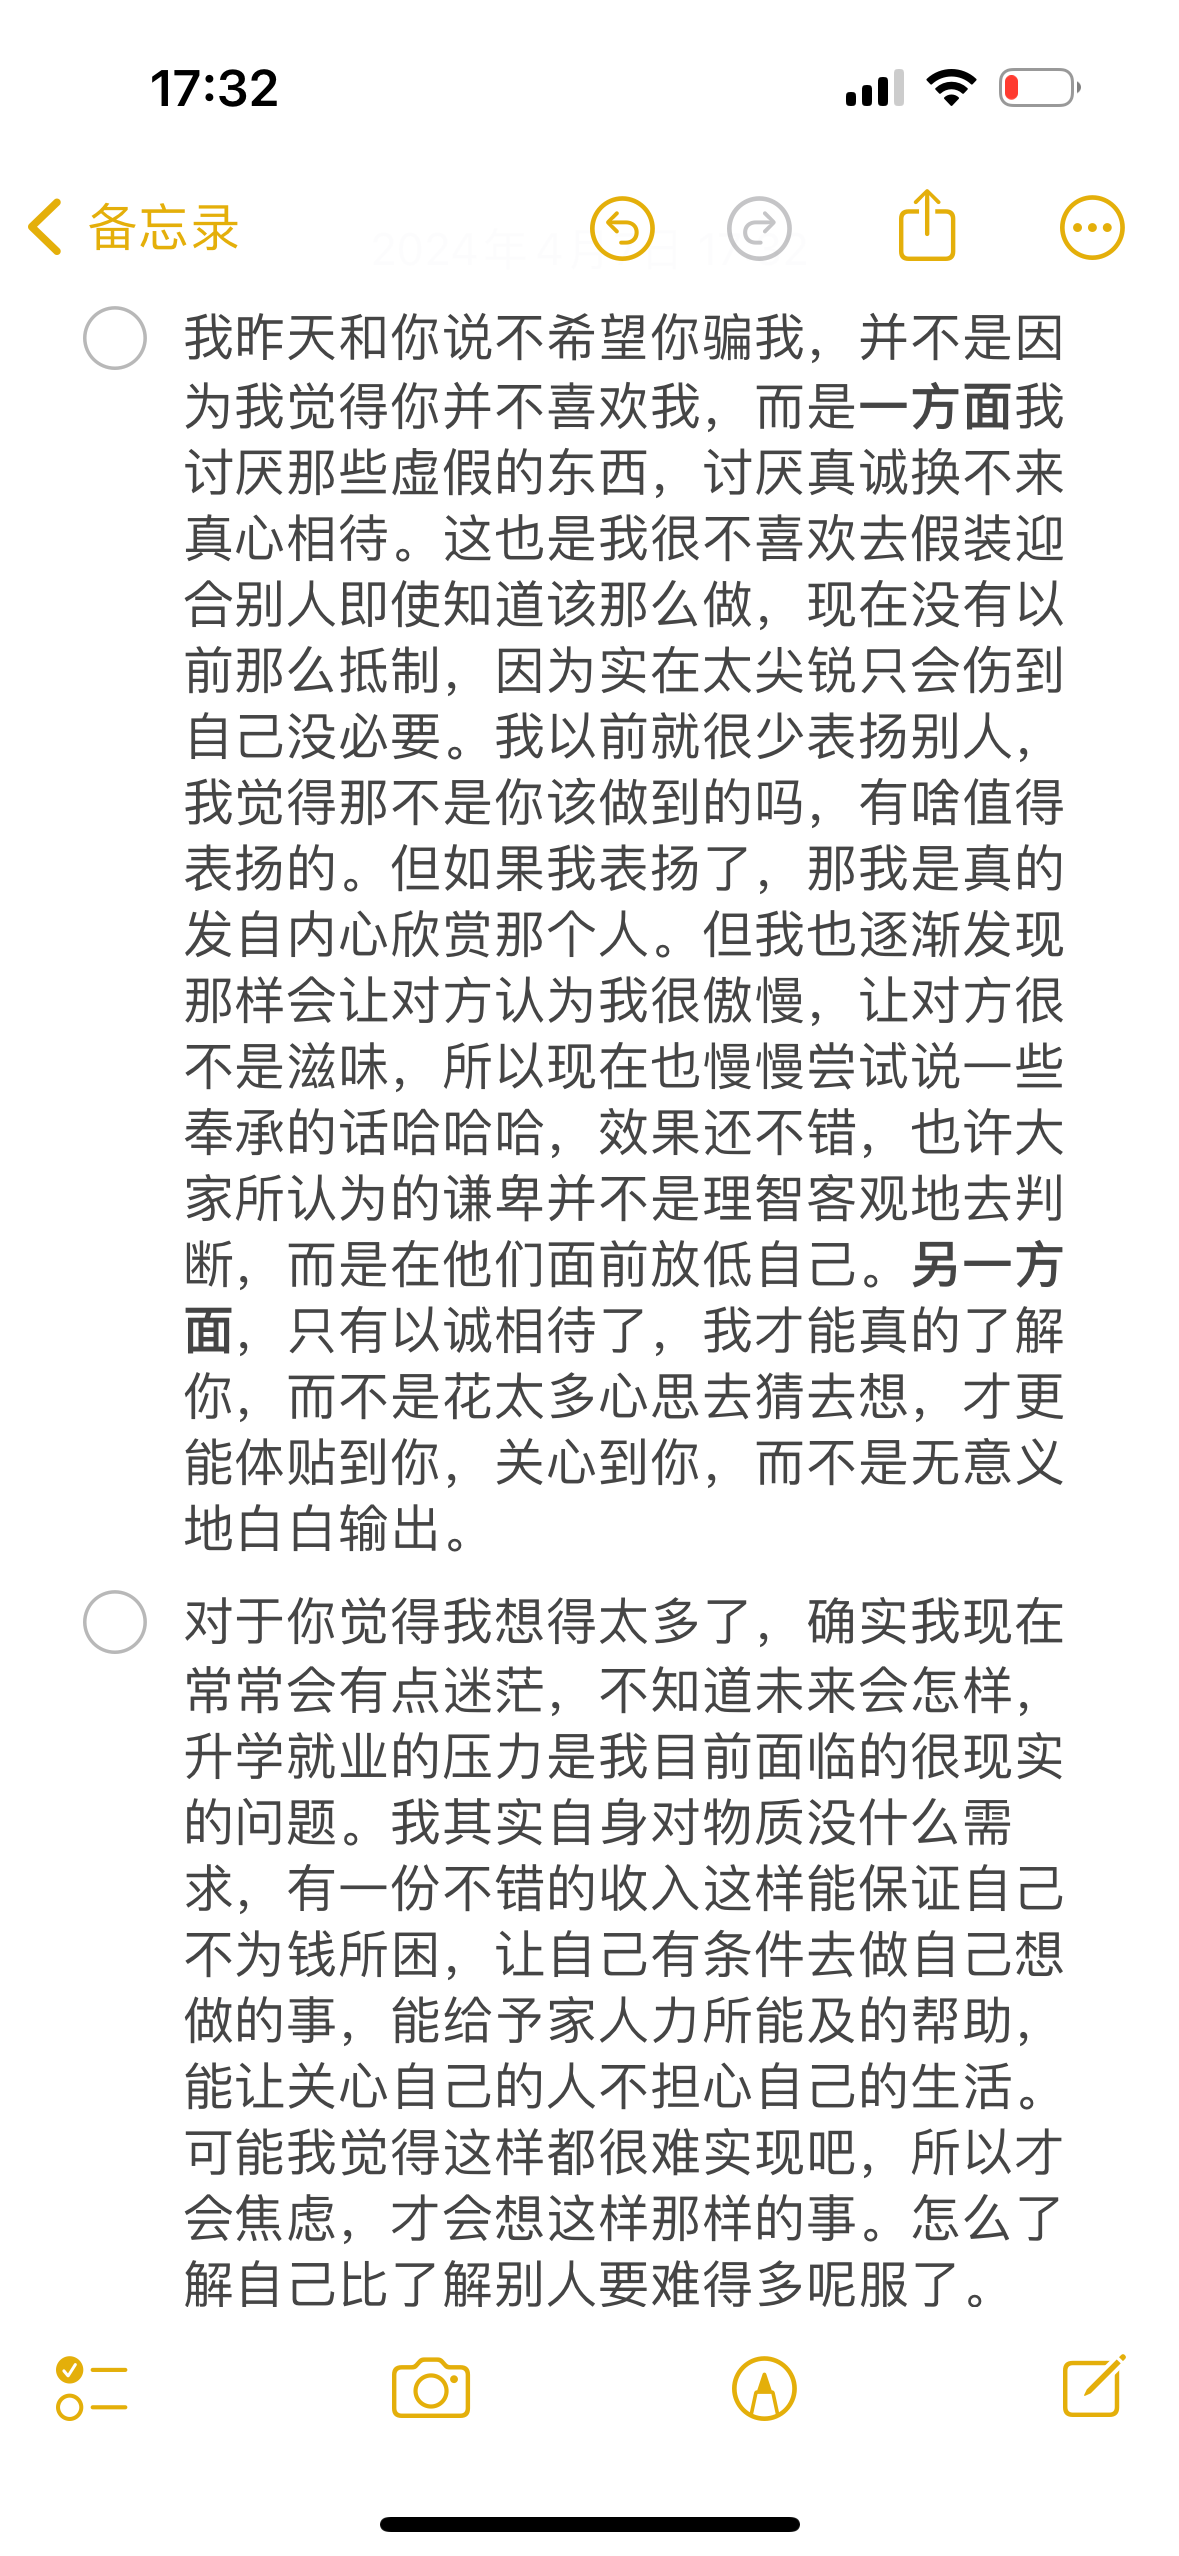 17:32
备忘录
我昨天和你说不希望你骗我，并不是因
为我觉得你并不喜欢我，而是一方面我
讨厌那些虚假的东西，讨厌真诚换不来
真心相待。这也是我很不喜欢去假装迎
合别人即使知道该那么做，现在没有以
前那么抵制，因为实在太尖锐只会伤到
自己没必要。我以前就很少表扬别人，
我觉得那不是你该做到的吗，有啥值得
表扬的。但如果我表扬了，那我是真的
发自内心欣赏那个人。但我也逐渐发现
那样会让对方认为我很傲慢，让对方很
不是滋味，所以现在也慢慢尝试说一些
奉承的话哈哈哈，效果还不错，也许大
家所认为的谦卑并不是理智客观地去判
断，而是在他们面前放低自己。另一方
面，只有以诚相待了，我才能真的了解
你，而不是花太多心思去猜去想，才更
能体贴到你，关心到你，而不是无意义
地白白输出。
对于你觉得我想得太多了，确实我现在
常常会有点迷茫，不知道未来会怎样，
升学就业的压力是我目前面临的很现实
的问题。我其实自身对物质没什么需
求，有一份不错的收入这样能保证自己
不为钱所困，让自己有条件去做自己想
做的事，能给予家人力所能及的帮助，
能让关心自己的人不担心自己的生活。
可能我觉得这样都很难实现吧，所以才
会焦虑，才会想这样那样的事。怎么了
解自己比了解别人要难得多呢服了。